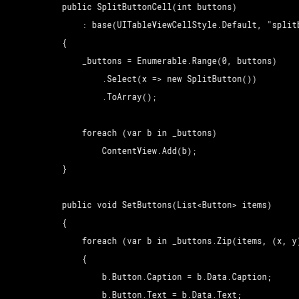 public SplitButtonCell(int buttons)
: base(UITableViewCellStyle.Default, "split
{
_buttons = Enumerable.Range(0, buttons)
.Select(x => new SplitButton())
.ToArray();
foreach (var b in _buttons)
ContentView.Add(b);
}
public void SetButtons(List<Button> items)
{
foreach (var b in _buttons.Zip(items, (x, y
{
b.Button.Caption = b.Data.Caption;
b.Button.Text = b.Data.Text;